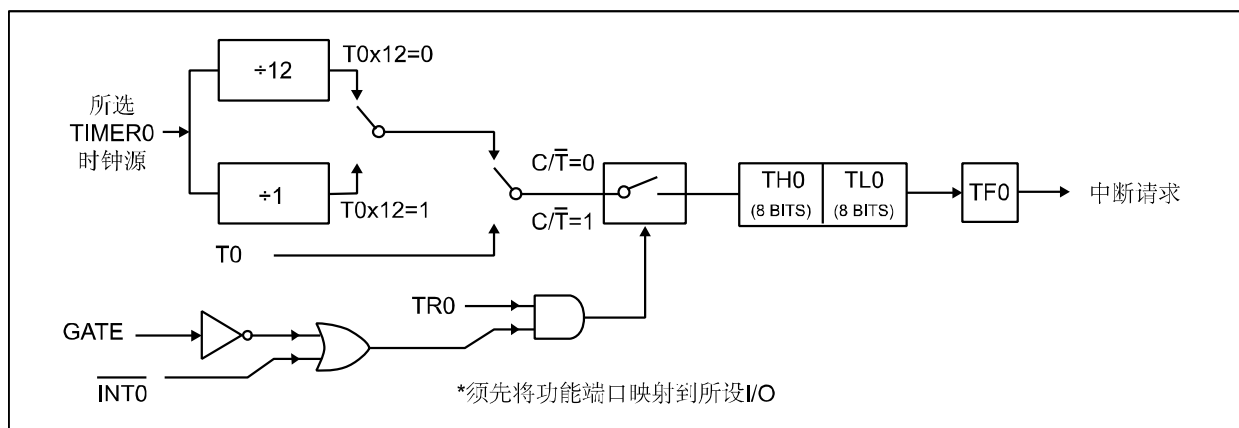 ÷12
T0x12=0
所选
TIMER0
时钟源
÷1
T0x12=1
T0
C/T̅=0
C/T̅=1
TH0
(8 BITS)
TL0
(8 BITS)
TF0
中断请求
TR0
GATE
I̅N̅T̅0̅
*须先将功能端口映射到所设I/O